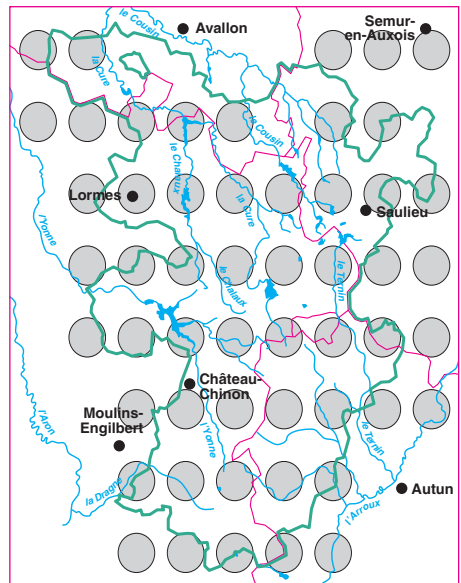 le Cousin
Avallon
Semur-
en-Auxois
la Cure
le Cousin
le Chalaux
Lormes
la Cure
Saulieu
l'Yonne
le Chalaux
le Ternin
Château-
Chinon
Moulins-
Engilbert
l'Aron
l'Yonne
le Ternin
la Dragne
Autun
l'Arroux